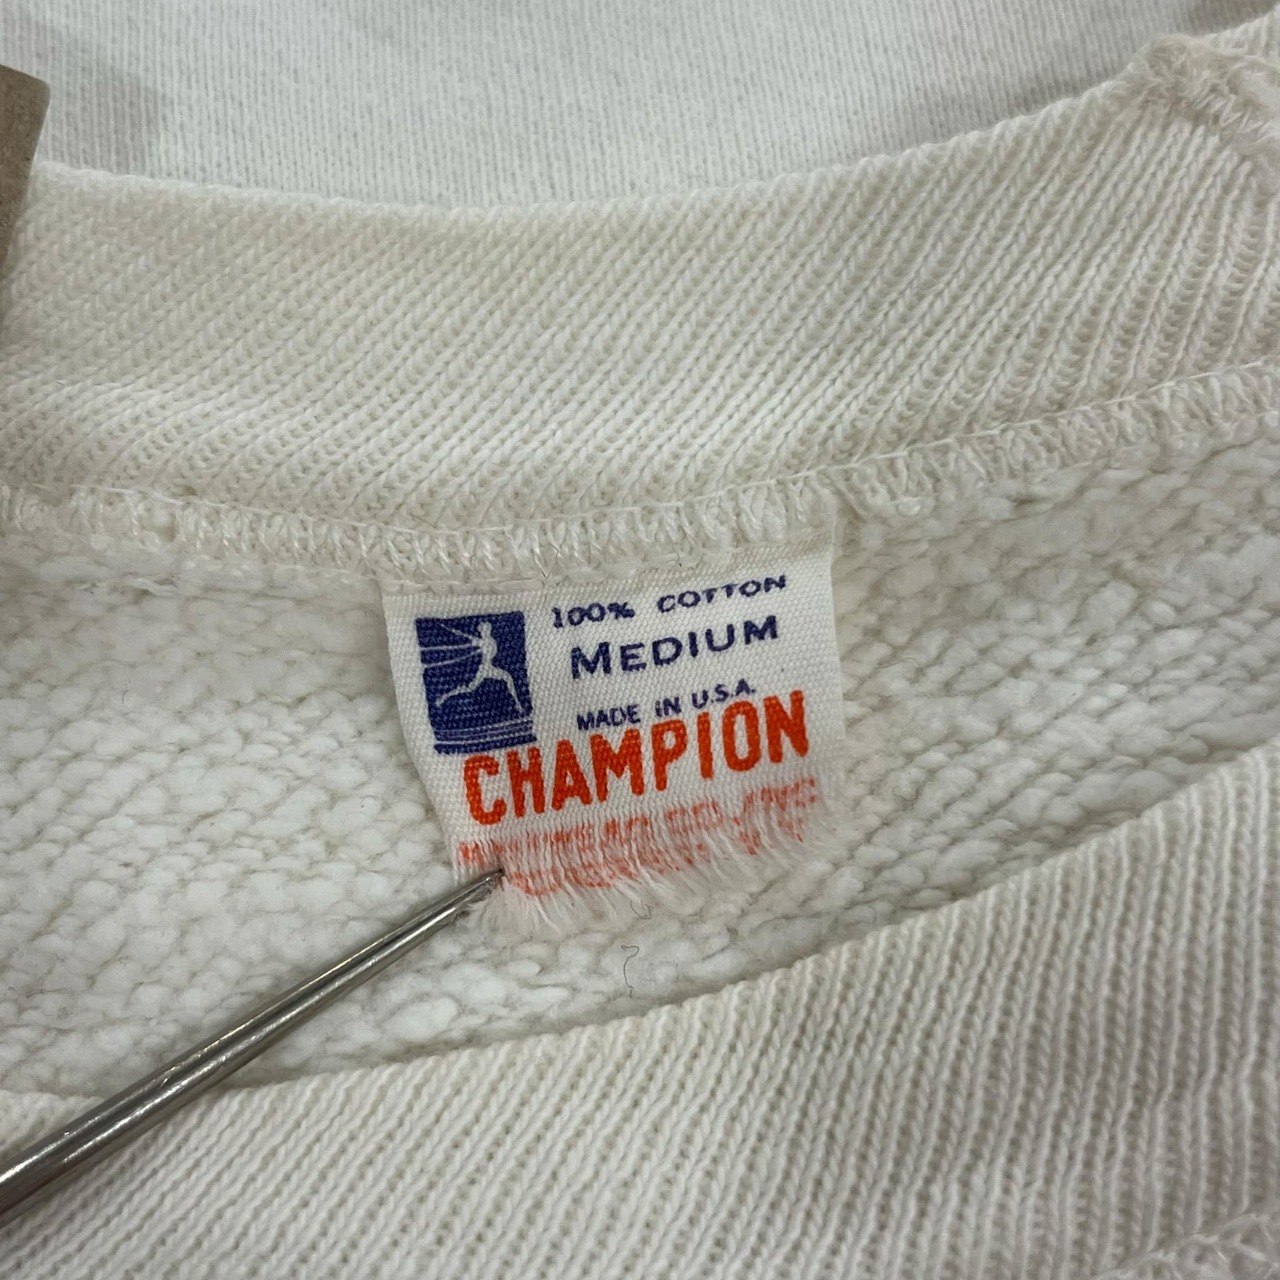 100% COTTON
MEDIUM
MADE IN U.S.A.
CHAMPION